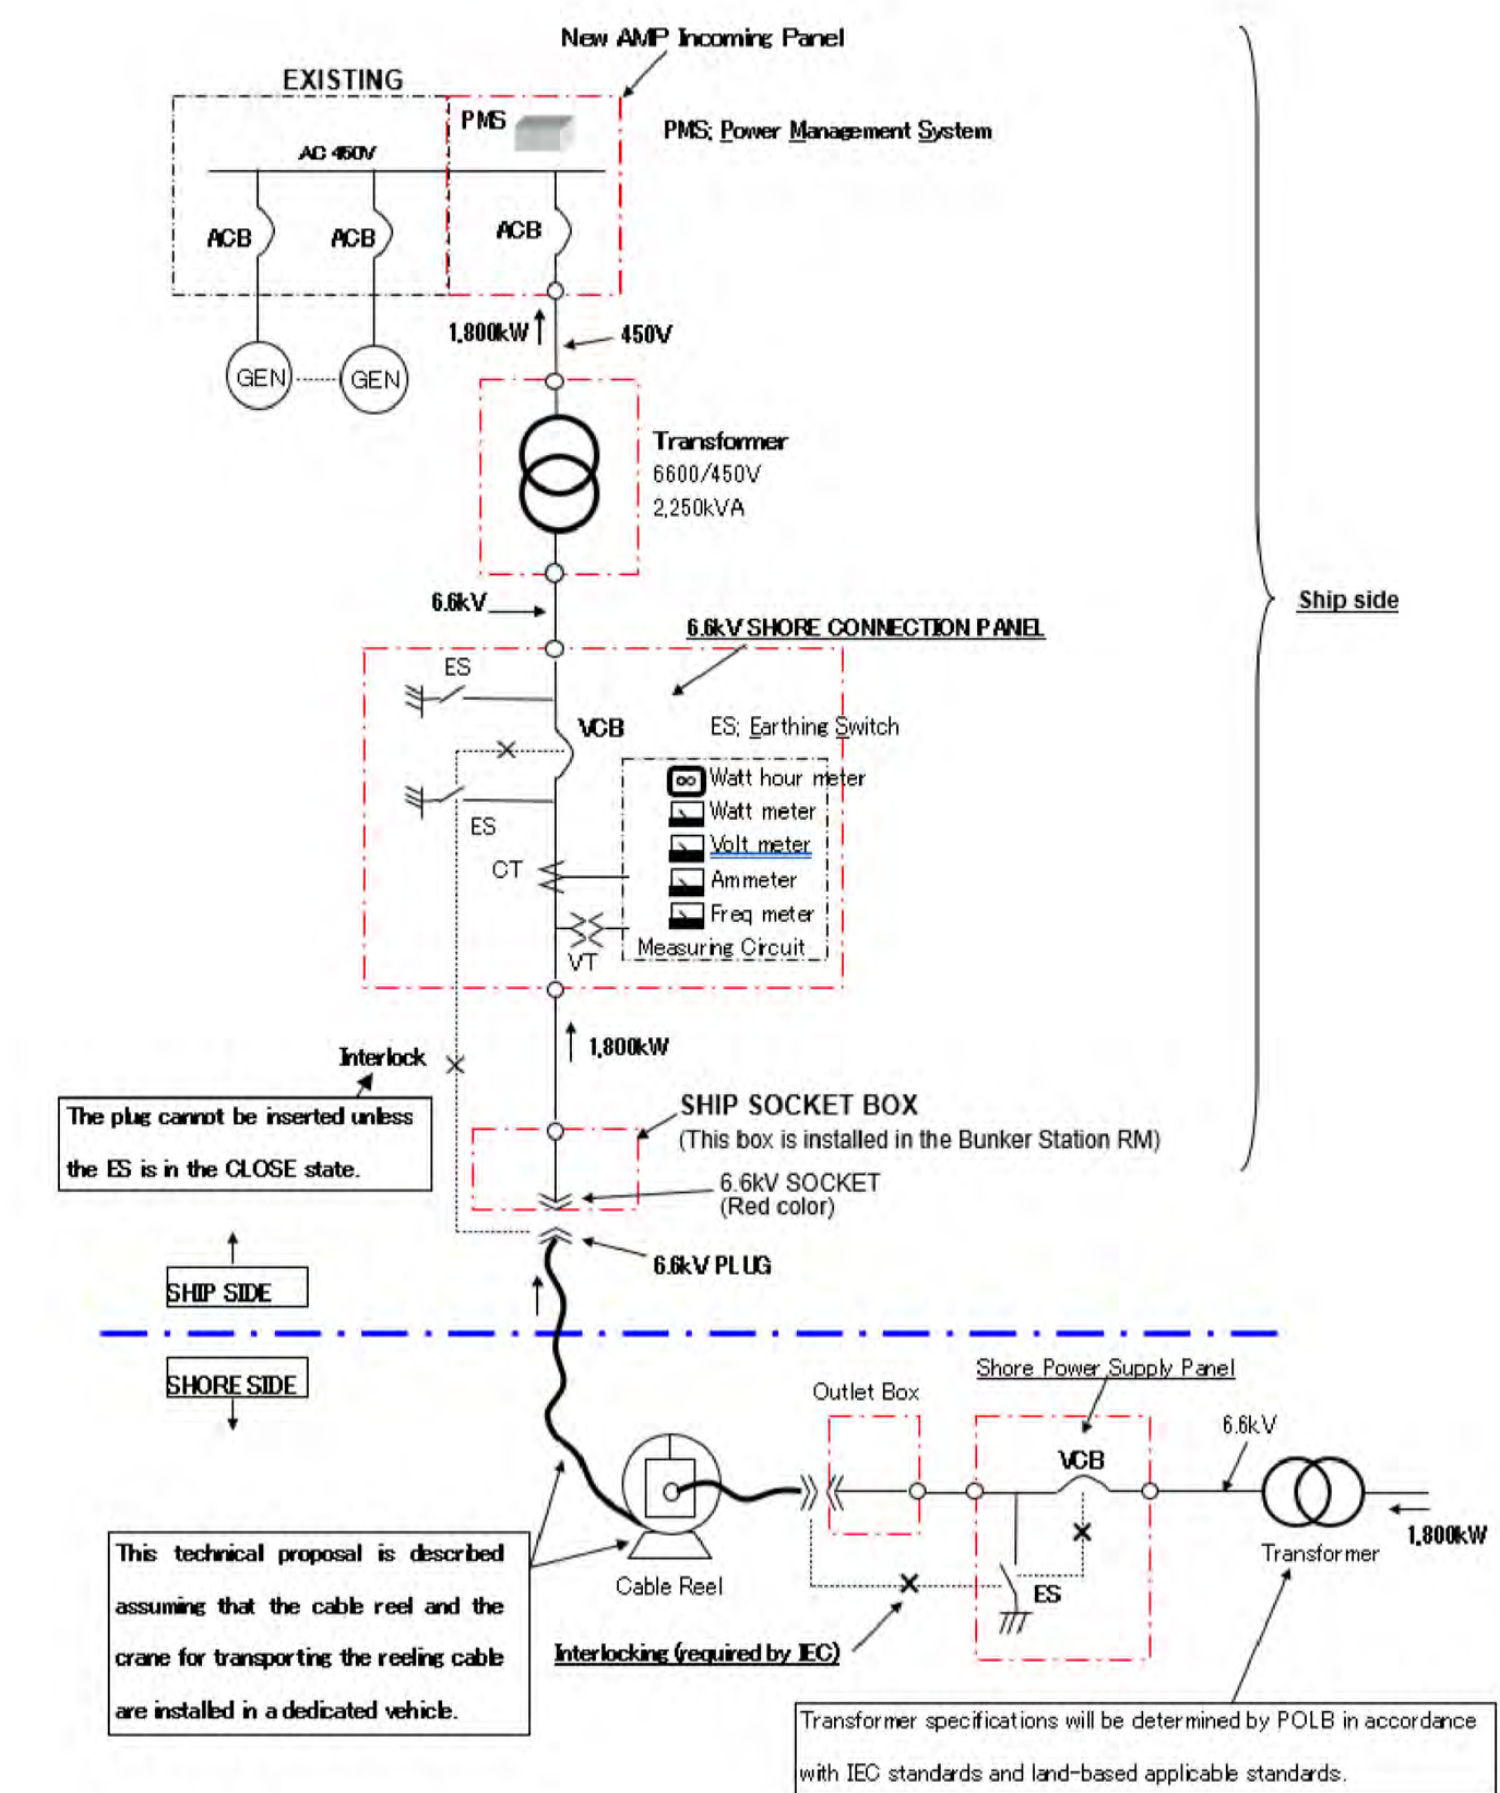 New AMP Incoming Panel
EXISTING
PMS
PMS; Power Management System
AC 450V
ACB
ACB
ACB
1,800kW
450V
GEN
GEN
Transformer
6600/450V
2,250kVA
6.6kV
Ship side
6.6kV SHORE CONNECTION PANEL
ES
VCB
ES; Earthing Switch
Watt hour meter
Watt meter
ES
Volt meter
CT
Ammeter
Freq meter
Measuring Circuit
VT
Interlock
1,800kW
The plug cannot be inserted unless
the ES is in the CLOSE state.
SHIP SOCKET BOX
(This box is installed in the Bunker Station RM)
6.6kV SOCKET
(Red color)
6.6kV PLUG
SHIP SIDE
SHORE SIDE
Shore Power Supply Panel
Outlet Box
6.6kV
VCB
1,800kW
Transformer
This technical proposal is described
assuming that the cable reel and the
crane for transporting the reeling cable
are installed in a dedicated vehicle.
Cable Reel
ES
Interlocking (required by IEC)
Transformer specifications will be determined by POLB in accordance
with IEC standards and land-based applicable standards.